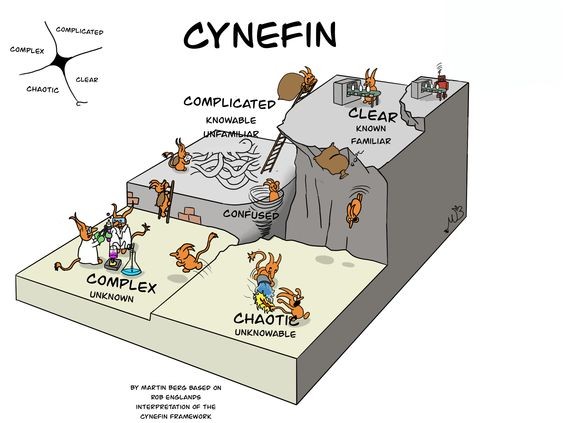 CYNEFIN
COMPLICATED
COMPLEX
CLEAR
CHAOTIC
COMPLICATED
KNOWABLE
UNFAMILIAR
CLEAR
KNOWN
FAMILIAR
CONFUSED
COMPLEX
UNKNOWN
CHAOTIC
UNKNOWABLE
BY MARTIN BERG BASED ON
ROB ENGLANDS
INTERPRETATION OF THE
CYNEFIN FRAMEWORK